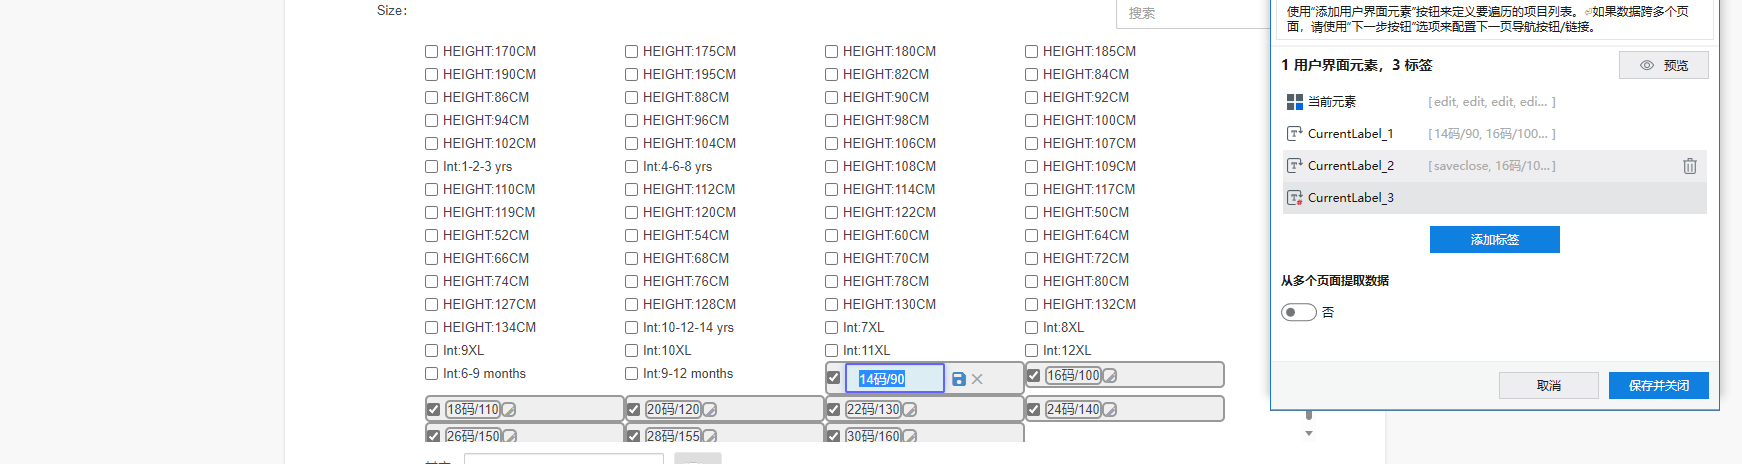 Size:
搜索
HEIGHT:170CM HEIGHT:175CM HEIGHT:180CM HEIGHT:185CM
HEIGHT:190CM HEIGHT:195CM HEIGHT:82CM HEIGHT:84CM
HEIGHT:86CM HEIGHT:88CM HEIGHT:90CM HEIGHT:92CM
HEIGHT:94CM HEIGHT:96CM HEIGHT:98CM HEIGHT:100CM
HEIGHT:102CM HEIGHT:104CM HEIGHT:106CM HEIGHT:107CM
Int:1-2-3 yrs Int:4-6-8 yrs HEIGHT:108CM HEIGHT:109CM
HEIGHT:110CM HEIGHT:112CM HEIGHT:114CM HEIGHT:117CM
HEIGHT:119CM HEIGHT:120CM HEIGHT:122CM HEIGHT:50CM
HEIGHT:52CM HEIGHT:54CM HEIGHT:60CM HEIGHT:64CM
HEIGHT:66CM HEIGHT:68CM HEIGHT:70CM HEIGHT:72CM
HEIGHT:74CM HEIGHT:76CM HEIGHT:78CM HEIGHT:80CM
HEIGHT:127CM HEIGHT:128CM HEIGHT:130CM HEIGHT:132CM
HEIGHT:134CM Int:10-12-14 yrs Int:7XL Int:8XL
Int:9XL Int:10XL Int:11XL Int:12XL
Int:6-9 months Int:9-12 months 14码/90 16码/100
18码/110 20码/120 22码/130 24码/140
26码/150 28码/155 30码/160
使用“添加用户界面元素”按钮来定义要遍历的项目列表。⏎如果数据跨多个页
面，请使用“下一步按钮”选项来配置下一页导航按钮/链接。
1 用户界面元素，3 标签
预览
当前元素 [ edit, edit, edit, edi... ]
CurrentLabel_1 [ 14码/90, 16码/100... ]
CurrentLabel_2 [ saveclose, 16码/10... ]
CurrentLabel_3
添加标签
从多个页面提取数据
否
取消 保存并关闭